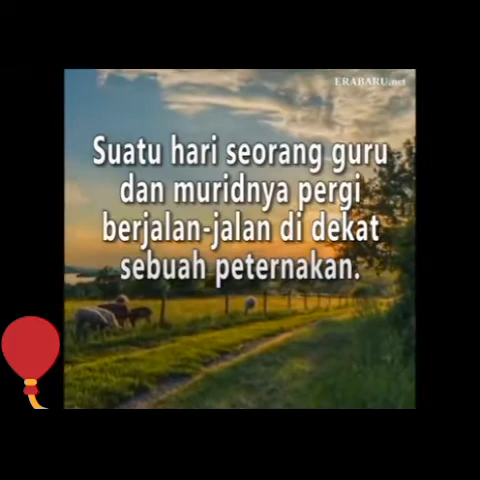 ERABARU.net
Suatu hari seorang guru
dan muridnya pergi
berjalan-jalan di dekat
sebuah peternakan.